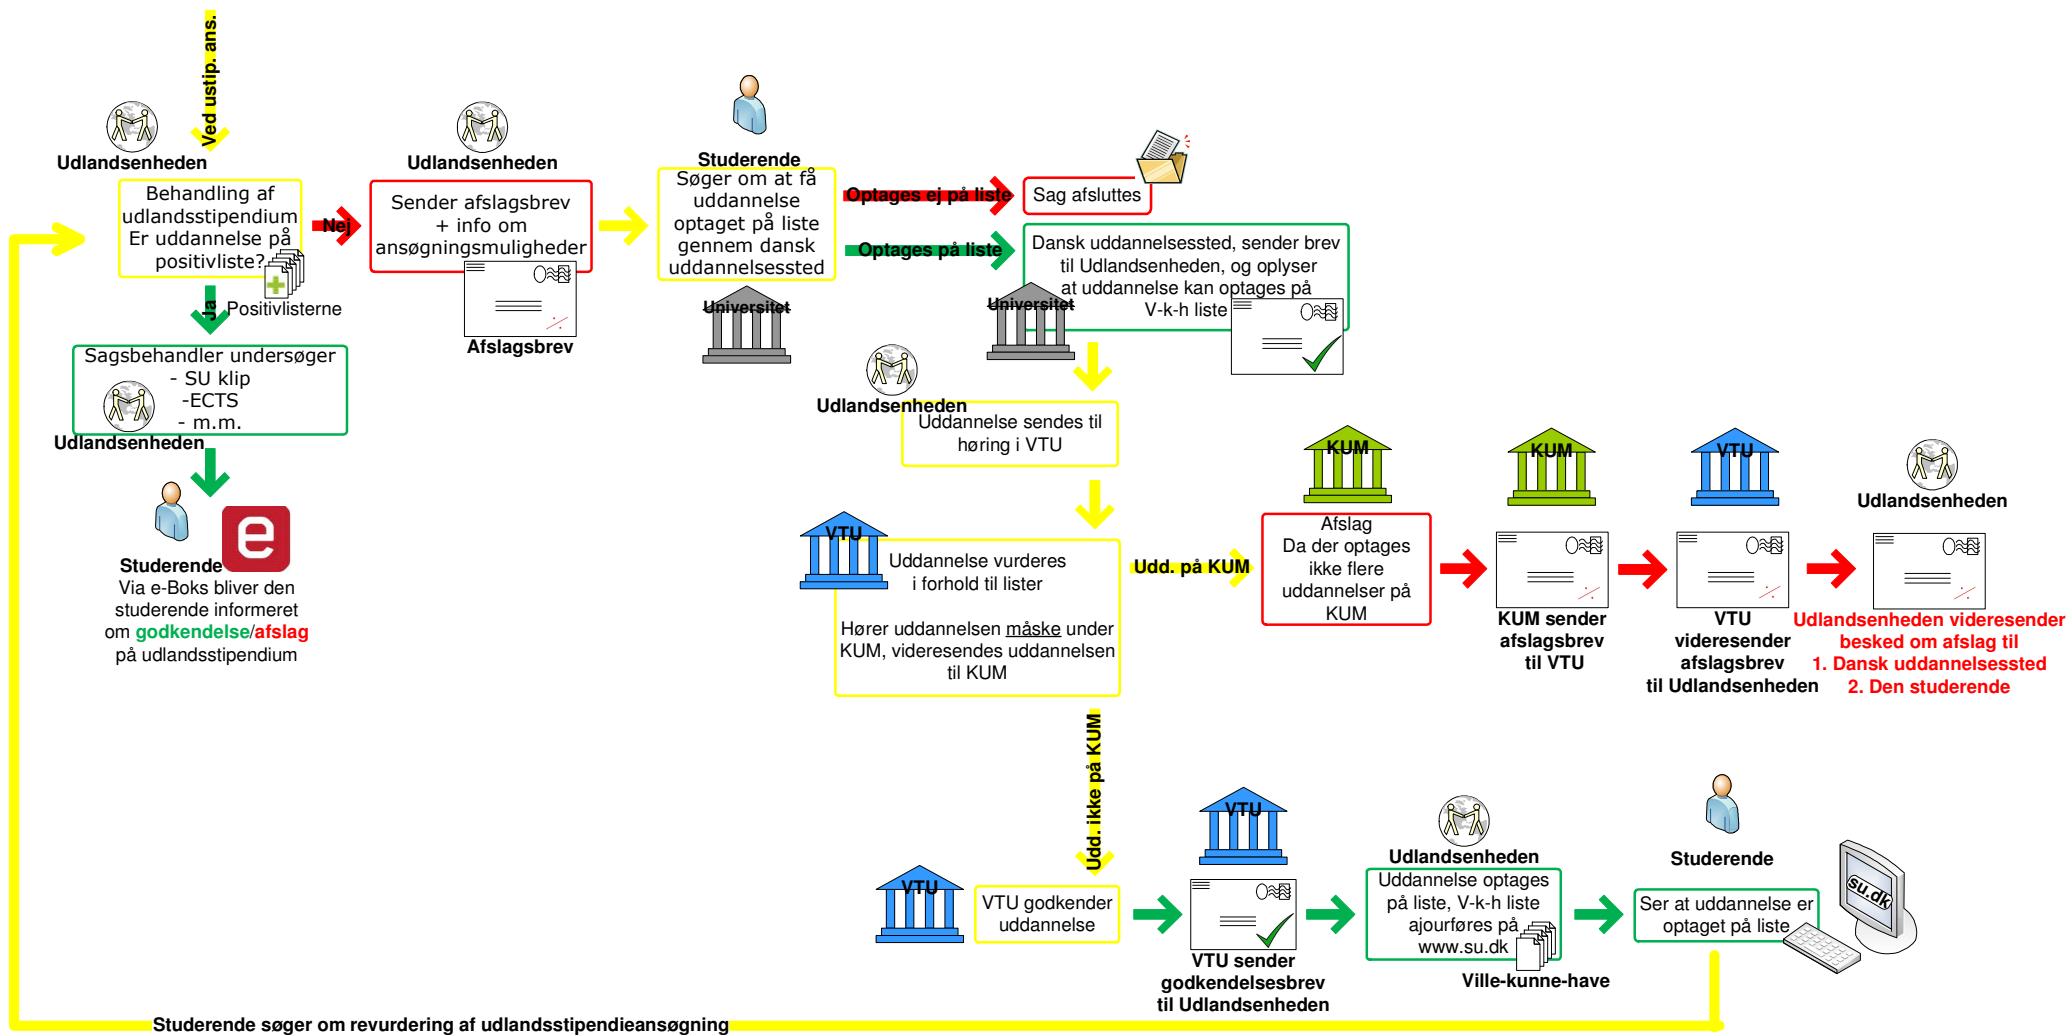 Ved ustip. ans.
Udlandsenheden
Behandling af
udlandsstipendium
Er uddannelse på
positivliste?
Positivlisterne
Nej
Udlandsenheden
Sender afslagsbrev
+ info om
ansøgningsmuligheder
Afslagsbrev
Studerende
Søger om at få
uddannelse
optaget på liste
gennem dansk
uddannelsessted
Universitet
Optages ej på liste
Sag afsluttes
Optages på liste
Dansk uddannelsessted, sender brev
til Udlandsenheden, og oplyser
at uddannelse kan optages på
V-k-h liste
Universitet
Ja
Sagsbehandler undersøger
- SU klip
-ECTS
- m.m.
Udlandsenheden
e
Studerende
Via e-Boks bliver den
studerende informeret
om godkendelse/afslag
på udlandsstipendium
Udlandsenheden
Uddannelse sendes til
høring i VTU
VTU
Uddannelse vurderes
i forhold til lister
Hører uddannelsen måske under
KUM, videresendes uddannelsen
til KUM
Udd. på KUM
KUM
Afslag
Da der optages
ikke flere
uddannelser på
KUM
KUM
KUM sender
afslagsbrev
til VTU
VTU
VTU
videresender
afslagsbrev
til Udlandsenheden
Udlandsenheden
Udlandsenheden videresender
besked om afslag til
1. Dansk uddannelsessted
2. Den studerende
Udd. ikke på KUM
VTU
VTU godkender
uddannelse
VTU
VTU sender
godkendelsesbrev
til Udlandsenheden
Udlandsenheden
Uddannelse optages
på liste, V-k-h liste
ajourføres på
www.su.dk
Ville-kunne-have
Studerende
Ser at uddannelse er
optaget på liste
su.dk
Studerende søger om revurdering af udlandsstipendieansøgning